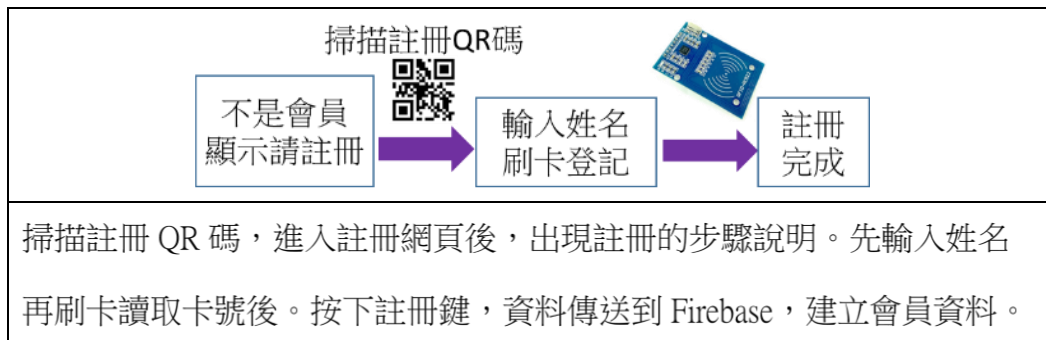 掃描註冊QR碼
不是會員
顯示請註冊
輸入姓名
刷卡登記
註冊
完成
掃描註冊 QR 碼，進入註冊網頁後，出現註冊的步驟說明。先輸入姓名
再刷卡讀取卡號後。按下註冊鍵，資料傳送到 Firebase，建立會員資料。